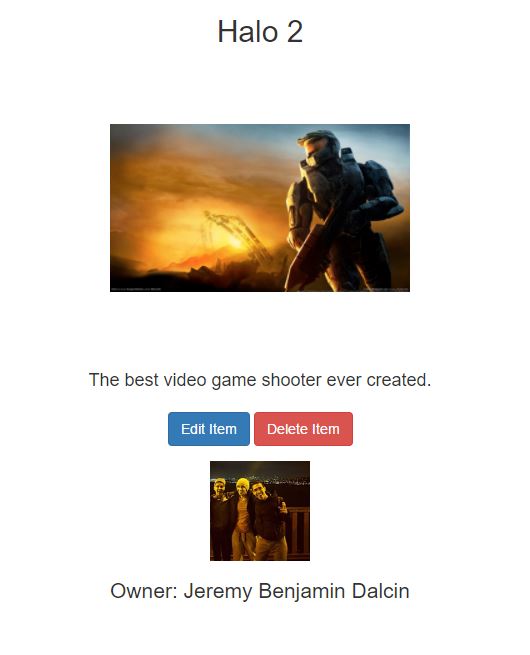 Halo 2
The best video game shooter ever created.
Edit Item
Delete Item
Owner: Jeremy Benjamin Dalcin